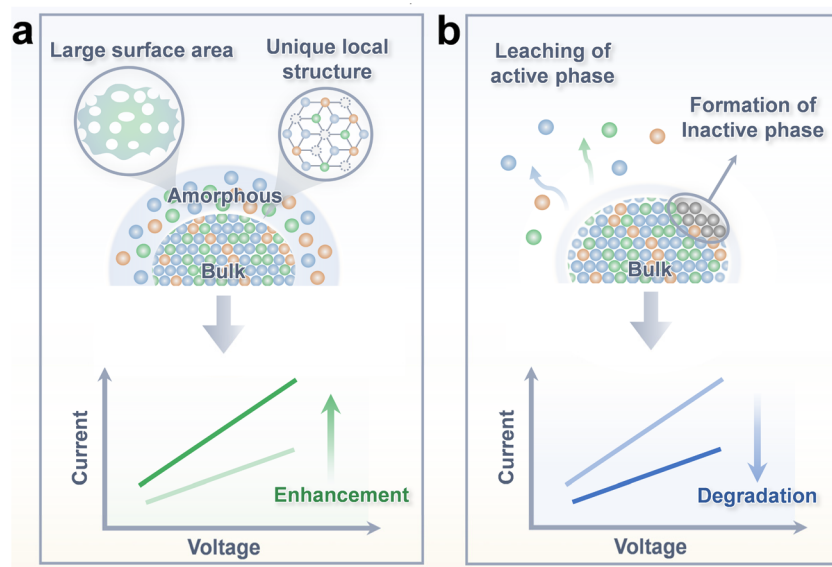 a
Large surface area
Unique local
structure
Amorphous
Bulk
Current
Enhancement
Voltage
b
Leaching of
active phase
Formation of
Inactive phase
Bulk
Current
Degradation
Voltage